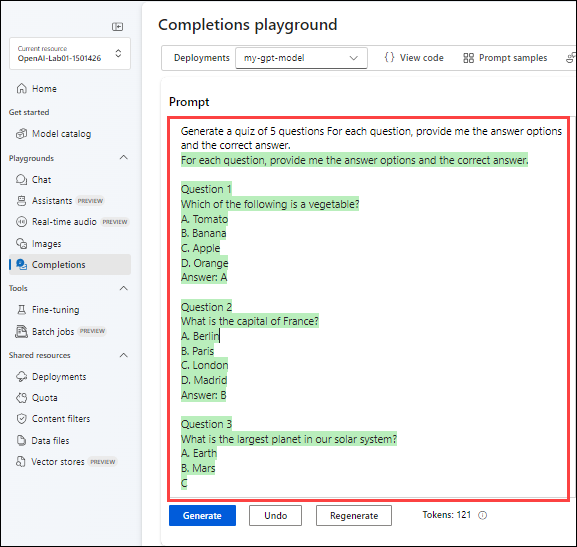 Completions playground
Current resource
OpenAI-Lab01-1501426
Home
Get started
Model catalog
Playgrounds
Chat
Assistants PREVIEW
Real-time audio PREVIEW
Images
Completions
Tools
Fine-tuning
Batch jobs PREVIEW
Shared resources
Deployments
Quota
Content filters
Data files
Vector stores PREVIEW
Deployments my-gpt-model {} View code Prompt samples
Prompt
Generate a quiz of 5 questions For each question, provide me the answer options
and the correct answer.
For each question, provide me the answer options and the correct answer.
Question 1
Which of the following is a vegetable?
A. Tomato
B. Banana
C. Apple
D. Orange
Answer: A
Question 2
What is the capital of France?
A. Berlin
B. Paris
C. London
D. Madrid
Answer: B
Question 3
What is the largest planet in our solar system?
A. Earth
B. Mars
C
Generate Undo Regenerate Tokens: 121